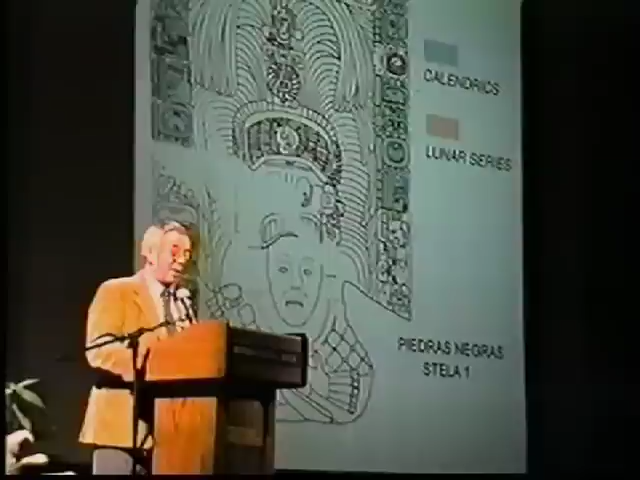 CALENDRICS
LUNAR SERIES
PIEDRAS NEGRAS
STELA 1